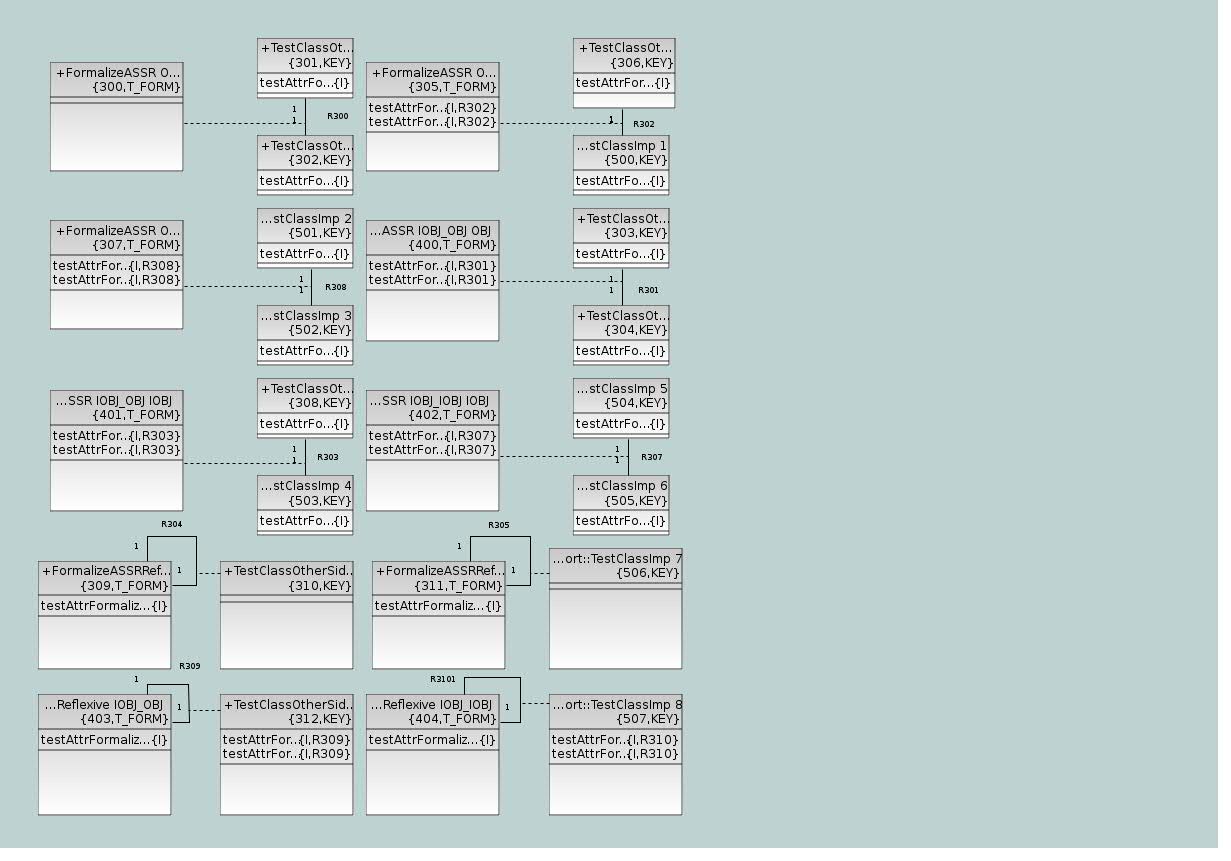 +FormalizeASSR O...
{300,T_FORM}
+TestClassOt...
{301,KEY}
testAttrFo...{I}
1
1
R300
+TestClassOt...
{302,KEY}
testAttrFo...{I}
+FormalizeASSR O...
{305,T_FORM}
testAttrFor...{I,R302}
testAttrFor...{I,R302}
+TestClassOt...
{306,KEY}
testAttrFor...{I}
1
R302
...stClassImp 1
{500,KEY}
testAttrFo...{I}
+FormalizeASSR O...
{307,T_FORM}
testAttrFor...{I,R308}
testAttrFor...{I,R308}
...stClassImp 2
{501,KEY}
testAttrFo...{I}
1
1
R308
...stClassImp 3
{502,KEY}
testAttrFo...{I}
...ASSR IOBJ_OBJ OBJ
{400,T_FORM}
testAttrFor...{I,R301}
testAttrFor...{I,R301}
+TestClassOt...
{303,KEY}
testAttrFo...{I}
1
1
R301
+TestClassOt...
{304,KEY}
testAttrFo...{I}
...SSR IOBJ_OBJ IOBJ
{401,T_FORM}
testAttrFor...{I,R303}
testAttrFor...{I,R303}
+TestClassOt...
{308,KEY}
testAttrFo...{I}
1
1
R303
...stClassImp 4
{503,KEY}
testAttrFo...{I}
...SSR IOBJ_IOBJ IOBJ
{402,T_FORM}
testAttrFor...{I,R307}
testAttrFor...{I,R307}
...stClassImp 5
{504,KEY}
testAttrFo...{I}
1
1
R307
...stClassImp 6
{505,KEY}
testAttrFo...{I}
R304
1
1
+FormalizeASSRRef...
{309,T_FORM}
testAttrFormaliz...{I}
+TestClassOtherSid...
{310,KEY}
R305
1
1
+FormalizeASSRRef...
{311,T_FORM}
testAttrFormaliz...{I}
...ort::TestClassImp 7
{506,KEY}
R309
1
1
...Reflexive IOBJ_OBJ
{403,T_FORM}
testAttrFormaliz...{I}
+TestClassOtherSid...
{312,KEY}
testAttrFor...{I,R309}
testAttrFor...{I,R309}
R3101
1
...Reflexive IOBJ_IOBJ
{404,T_FORM}
testAttrFormaliz...{I}
...ort::TestClassImp 8
{507,KEY}
testAttrFor...{I,R310}
testAttrFor...{I,R310}